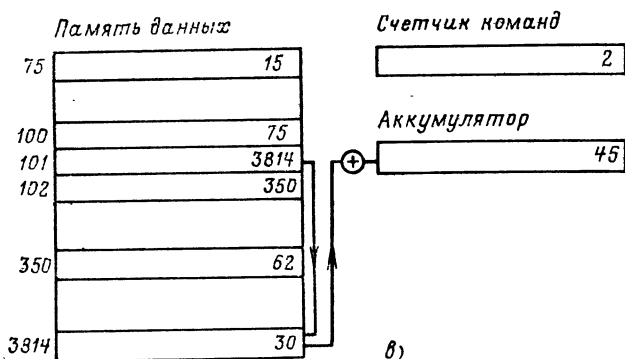 Память данных
Счетчик команд
75 15
2
100 75
Аккумулятор
101 3814
45
102 350
350 62
3814 30
в)